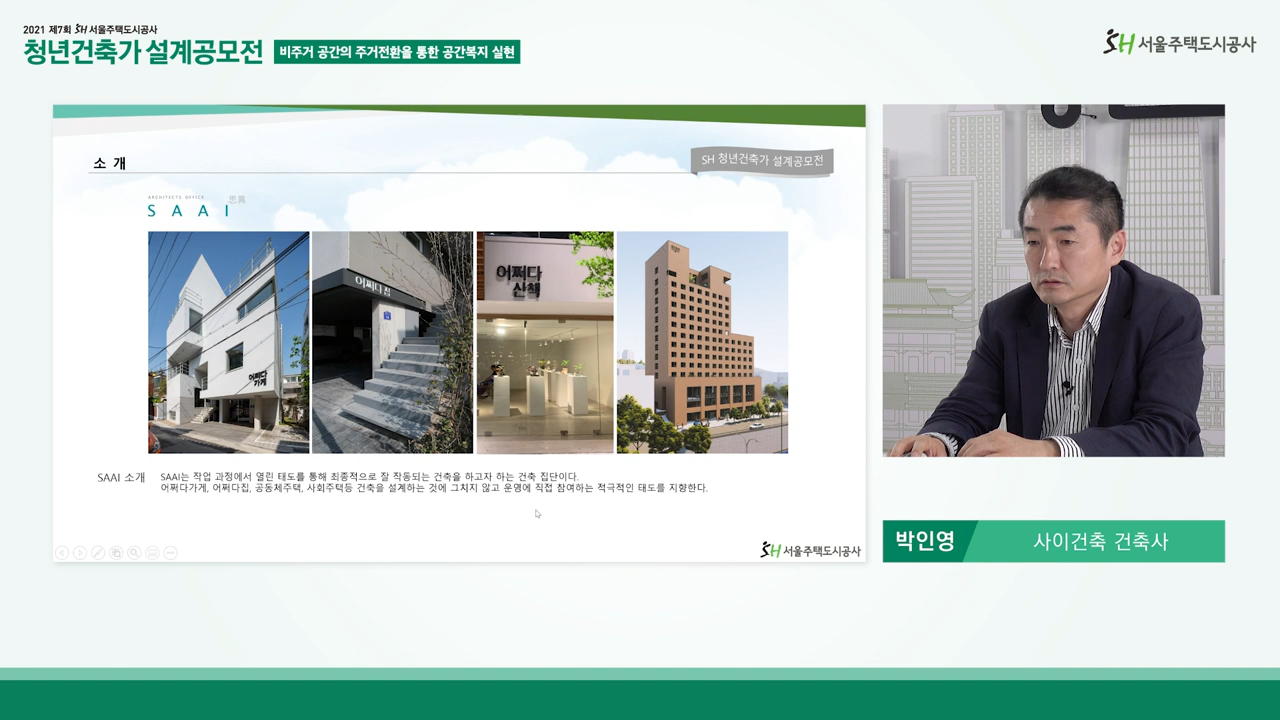 2021 제7회 SH 서울주택도시공사
청년건축가 설계공모전 비주거 공간의 주거전환을 통한 공간복지 실현
SH 서울주택도시공사
소 개
SH 청년건축가 설계공모전
ARCHITECTS OFFICE 思異
SAAI
어쩌다
가게
어쩌다 집
어쩌다
산책
SAAI 소개 SAAI는 작업 과정에서 열린 태도를 통해 최종적으로 잘 작동되는 건축을 하고자 하는 건축 집단이다.
어쩌다가게, 어쩌다집, 공동체주택, 사회주택등 건축을 설계하는 것에 그치지 않고 운영에 직접 참여하는 적극적인 태도를 지향한다.
SH 서울주택도시공사
박인영 사이건축 건축사